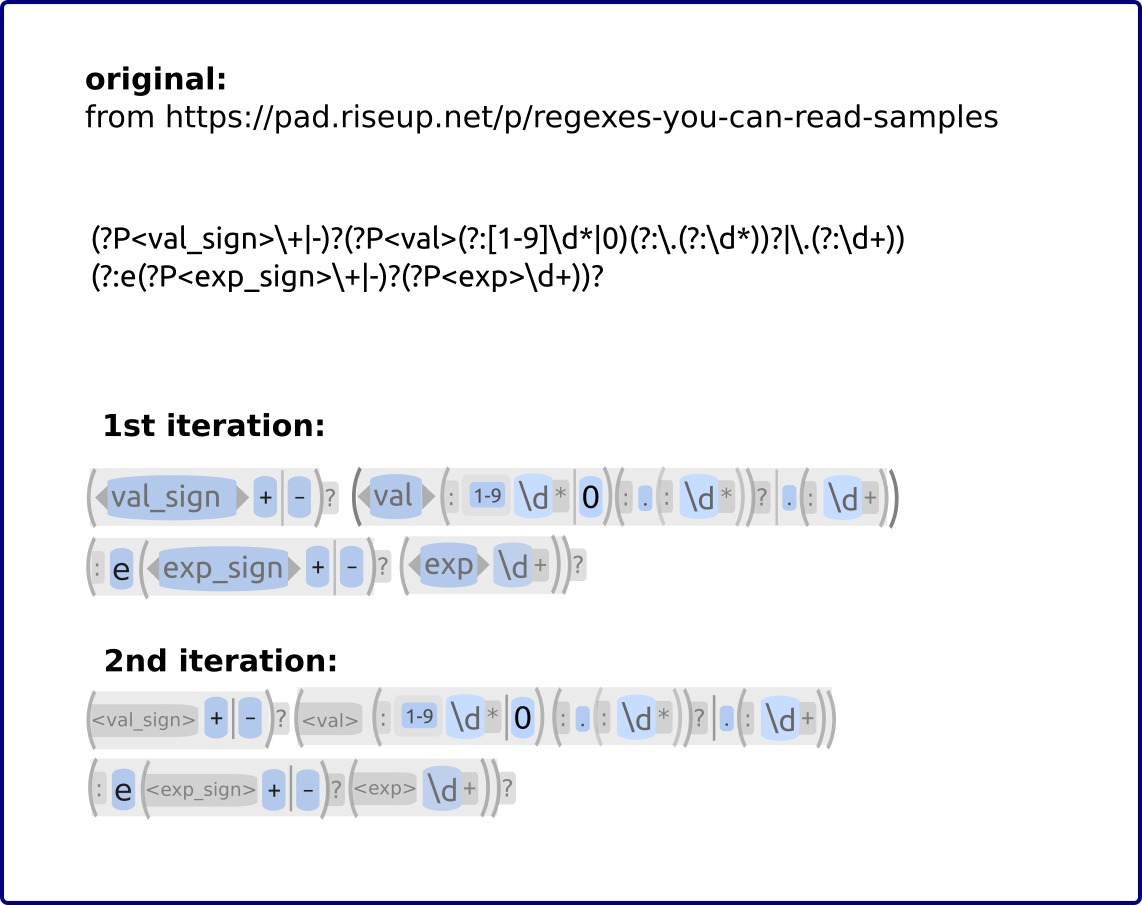 original:
from https://pad.riseup.net/p/regexes-you-can-read-samples
(?P<val_sign>\+|-)?(?P<val>(?:[1-9]\d*|0)(?:\.(?:\d*))?|\.(?:\d+))
(?:e(?P<exp_sign>\+|-)?(?P<exp>\d+))?
1st iteration:
(val_sign +|-)? (val (: 1-9 \d*|0)(: . (: \d*))?|. (: \d+))
(: e (exp_sign +|-)? (exp \d+))?
2nd iteration:
(<val_sign> +|-)? (<val> (: 1-9 \d*|0) (: . (: \d*))?|. (: \d+))
(: e (<exp_sign> +|-)? (<exp> \d+))?